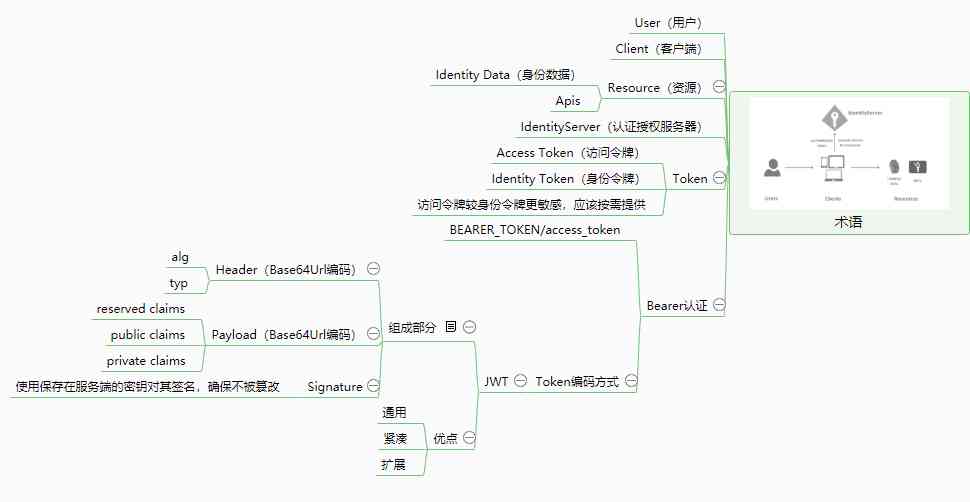 User（用户）
Client（客户端）
Identity Data（身份数据）
Apis
Resource（资源）
IdentityServer（认证授权服务器）
Access Token（访问令牌）
Identity Token（身份令牌）
访问令牌较身份令牌更敏感，应该按需提供
Token
IdentityServer
Users
Clients
Resources
术语
BEARER_TOKEN/access_token
Bearer认证
alg
typ
Header（Base64Url编码）
reserved claims
public claims
private claims
Payload（Base64Url编码）
使用保存在服务端的密钥对其签名，确保不被篡改
Signature
组成部分
通用
紧凑
扩展
优点
JWT
Token编码方式